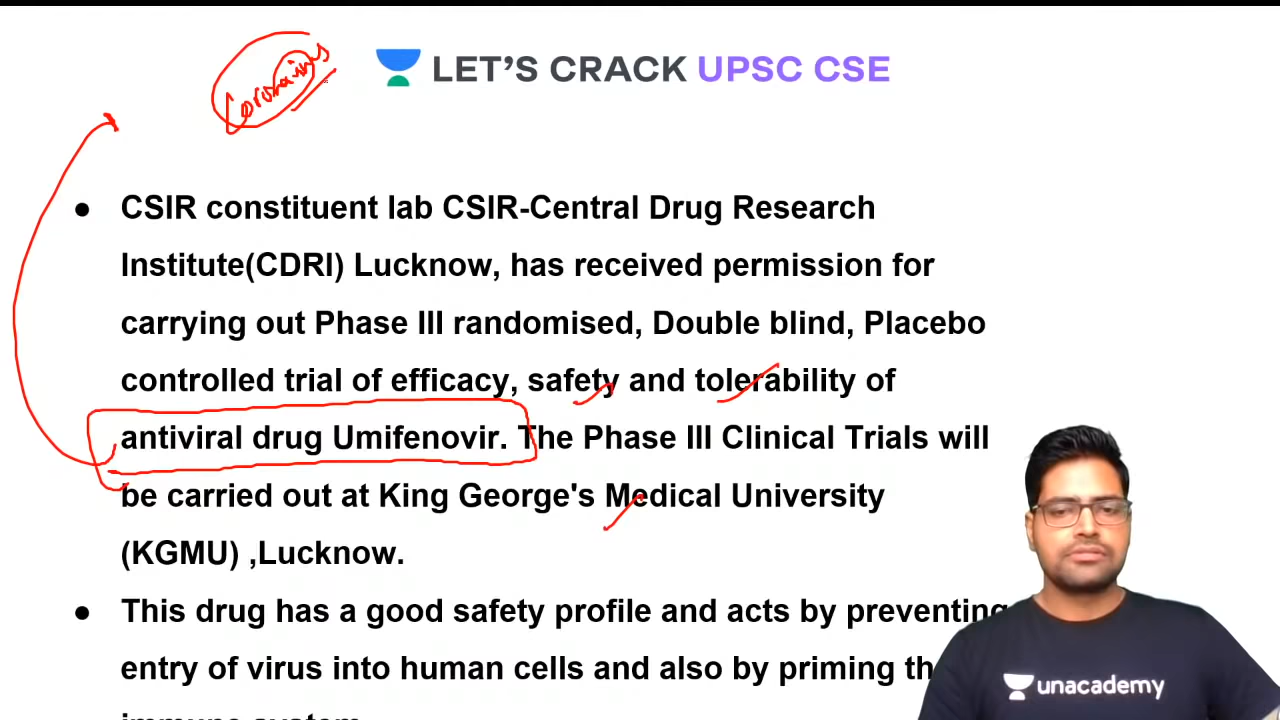 Coronavirus
LET'S CRACK UPSC CSE
● CSIR constituent lab CSIR-Central Drug Research
Institute(CDRI) Lucknow, has received permission for
carrying out Phase III randomised, Double blind, Placebo
controlled trial of efficacy, safety and tolerability of
antiviral drug Umifenovir. The Phase III Clinical Trials will
be carried out at King George's Medical University
(KGMU) ,Lucknow.
● This drug has a good safety profile and acts by preventing
entry of virus into human cells and also by priming th
immune system
unacademy